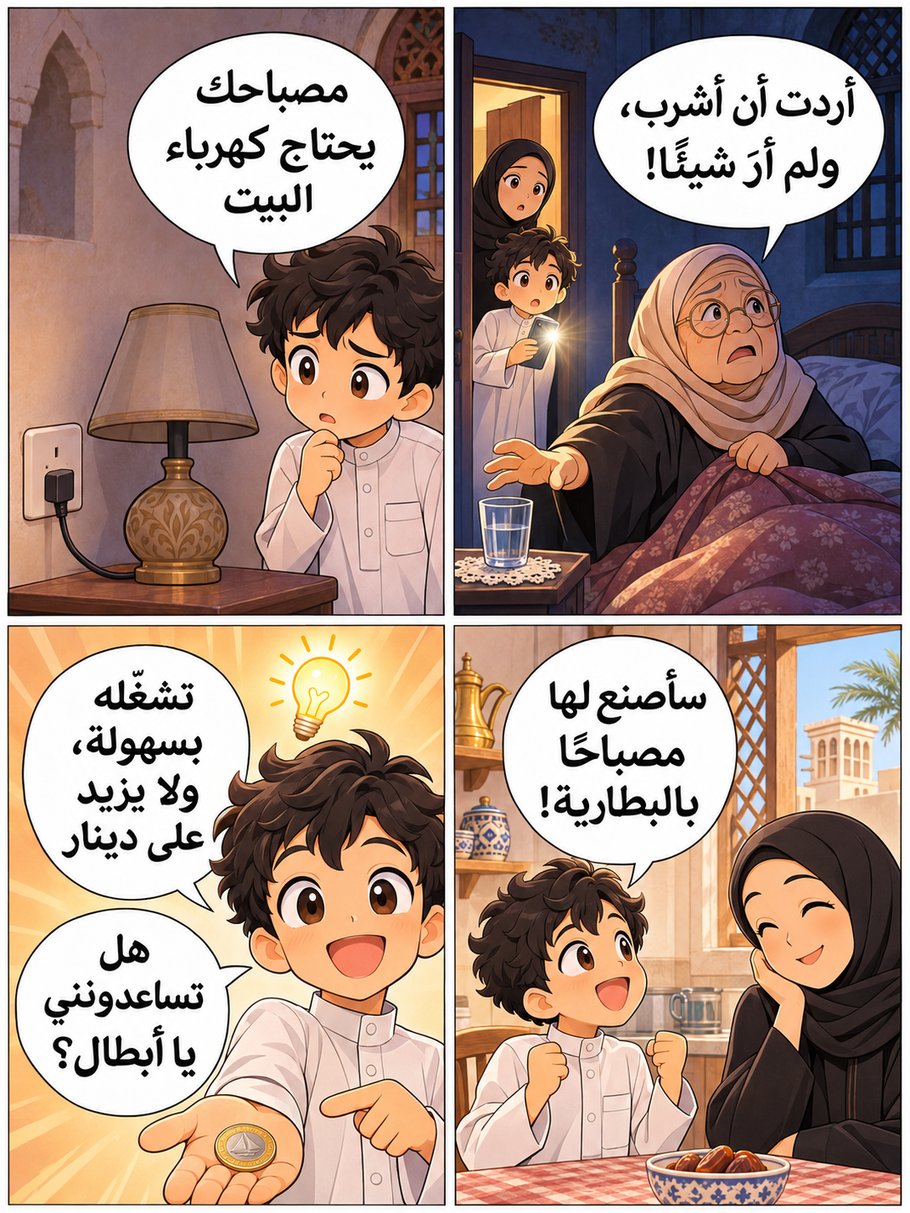 أردت أن أشرب،
ولم أرَ شيئًا!
مصباحك
يحتاج كهرباء
البيت
سأصنع لها
مصباحًا
بالبطارية!
تشغّله
بسهولة،
ولا يزيد
على دينار
هل
تساعدونني
يا أبطال؟